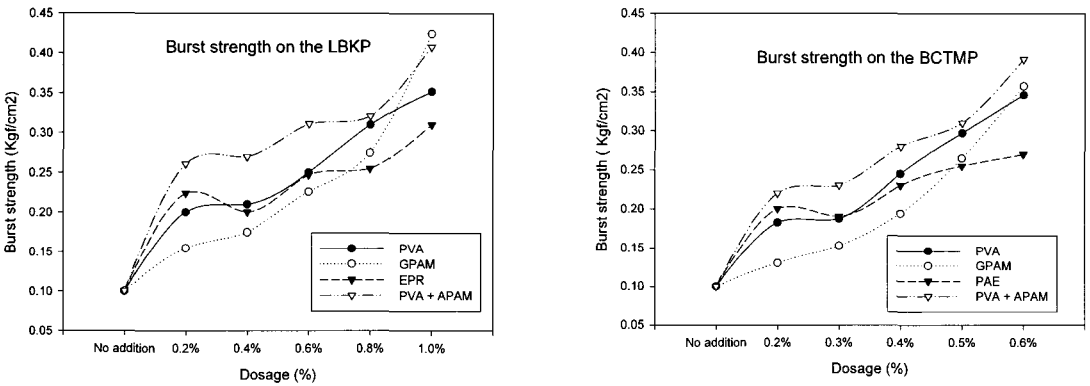 Burst strength on the LBKP
Burst strength (Kgf/cm2)
0.45
0.40
0.35
0.30
0.25
0.20
0.15
0.10
0.05
PVA
GPAM
EPR
PVA + APAM
No addition 0.2% 0.4% 0.6% 0.8% 1.0%
Dosage (%)
Burst strength on the BCTMP
Burst strength ( Kgf/cm2)
0.45
0.40
0.35
0.30
0.25
0.20
0.15
0.10
0.05
PVA
GPAM
PAE
PVA + APAM
No addition 0.2% 0.3% 0.4% 0.5% 0.6%
Dosage (%)